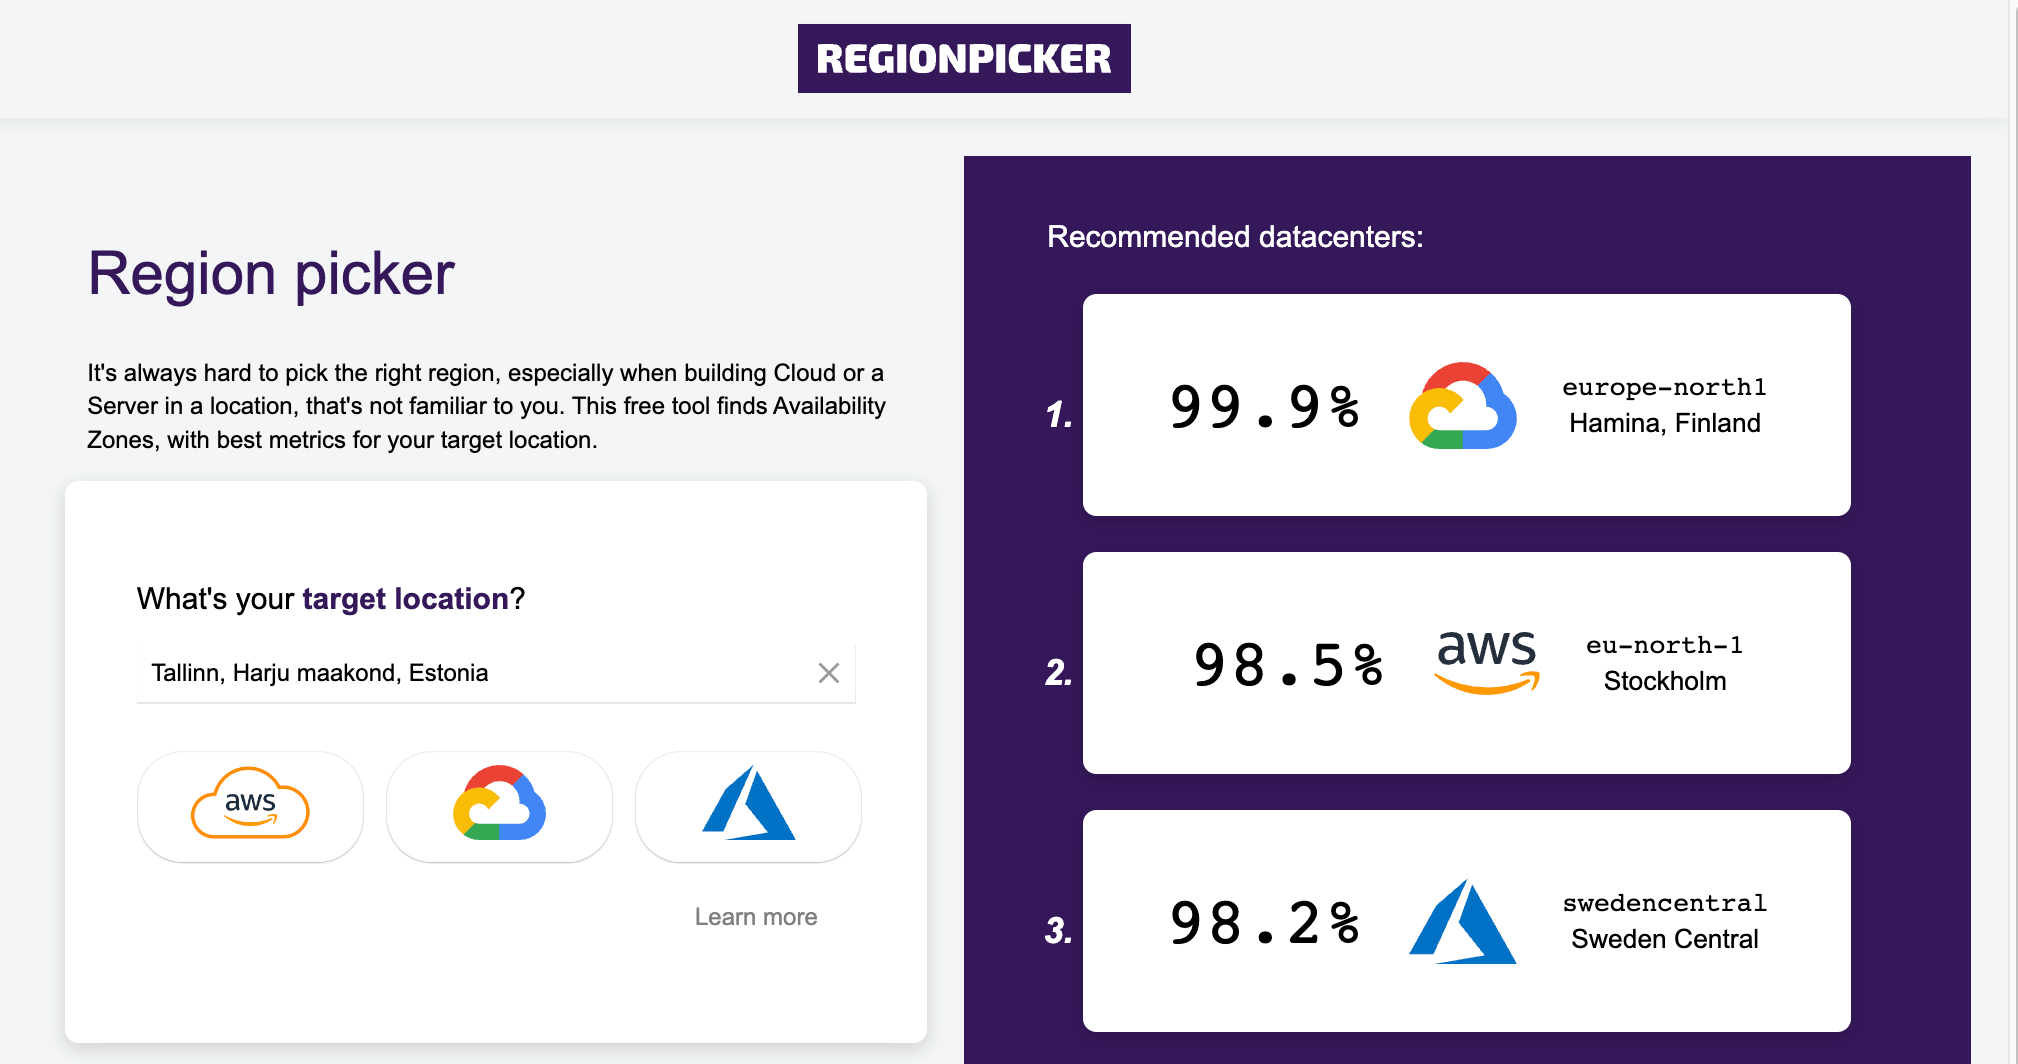 REGIONPICKER
Region picker
It's always hard to pick the right region, especially when building Cloud or a
Server in a location, that's not familiar to you. This free tool finds Availability
Zones, with best metrics for your target location.
What's your target location?
Tallinn, Harju maakond, Estonia
aws
Learn more
Recommended datacenters:
1.
99.9%
europe-north1
Hamina, Finland
2.
98.5%
aws
eu-north-1
Stockholm
3.
98.2%
swedencentral
Sweden Central